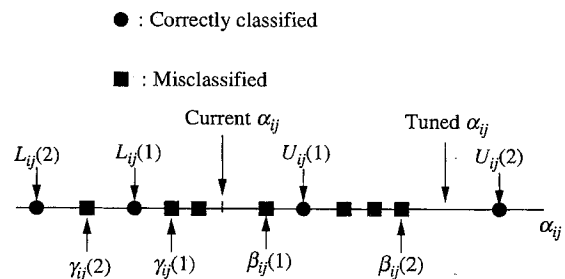 ● : Correctly classified
■ : Misclassified
Current αij
Tuned αij
Lij(2)
Lij(1)
Uij(1)
Uij(2)
αij
γij(2)
γij(1)
βij(1)
βij(2)